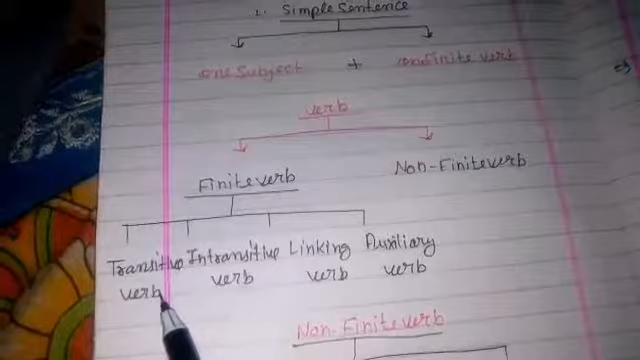 1. Simple Sentence
one Subject + one finite verb
verb
Finite verb
Non-Finite verb
Transitive Intransitive Linking Auxiliary
verb verb verb verb
Non-Finite verb